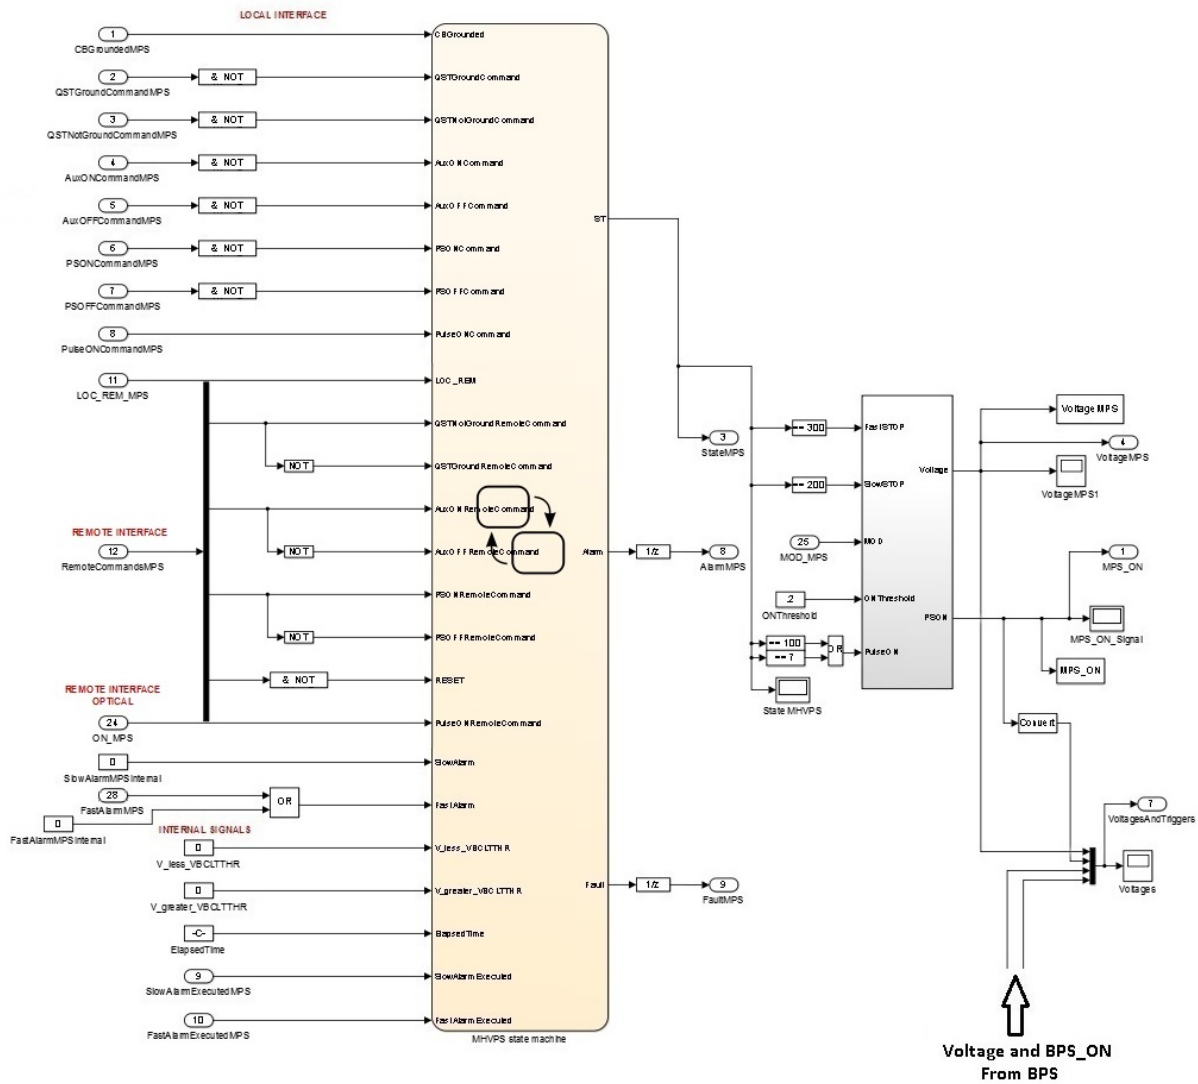 LOCAL INTERFACE
1
CBGroundedMPS
CBGrounded
2
QSTGroundCommandMPS
& NOT
QSTGroundCommand
3
QSTNotGroundCommandMPS
& NOT
QSTNotGroundCommand
4
AuxONCommandMPS
& NOT
AuxONCommand
5
AuxOFFCommandMPS
& NOT
AuxOFFCommand
6
PSONCommandMPS
& NOT
PSONCommand
7
PSOFFCommandMPS
& NOT
PSOFFCommand
8
PulseONCommandMPS
PulseONCommand
11
LOC_REM_MPS
LOC_REM
QSTNotGroundRemoteCommand
NOT
QSTGroundRemoteCommand
AuxONRemoteCommand
REMOTE INTERFACE
12
RemoteCommandsMPS
NOT
AuxOFFRemoteCommand
PSONRemoteCommand
NOT
PSOFFRemoteCommand
& NOT
RESET
REMOTE INTERFACE
OPTICAL
24
ON_MPS
PulseONRemoteCommand
0
SlowAlarmMPSInternal
SlowAlarm
28
FastAlarmMPS
OR
FastAlarm
0
FastAlarmMPSInternal
INTERNAL SIGNALS
0
V_less_VBCLTTHR
V_less_VBCLTTHR
0
V_greater_VBCLTTHR
V_greater_VBCLTTHR
-C-
ElapsedTime
ElapsedTime
9
SlowAlarmExecutedMPS
SlowAlarmExecuted
10
FastAlarmExecutedMPS
FastAlarmExecuted
MHVPS state machine
ST
3
StateMPS
Alarm
1/z
8
AlarmMPS
Fault
1/z
9
FaultMPS
== 300
FastSTOP
== 200
SlowSTOP
25
MOD_MPS
MOD
.2
ONThreshold
ONThreshold
== 100
== 7
OR
PulseON
State MHVPS
Voltage
PSON
VoltageMPS
4
VoltageMPS
VoltageMPS1
1
MPS_ON
MPS_ON_Signal
MPS_ON
Convert
7
VoltagesAndTriggers
Voltages
Voltage and BPS_ON
From BPS